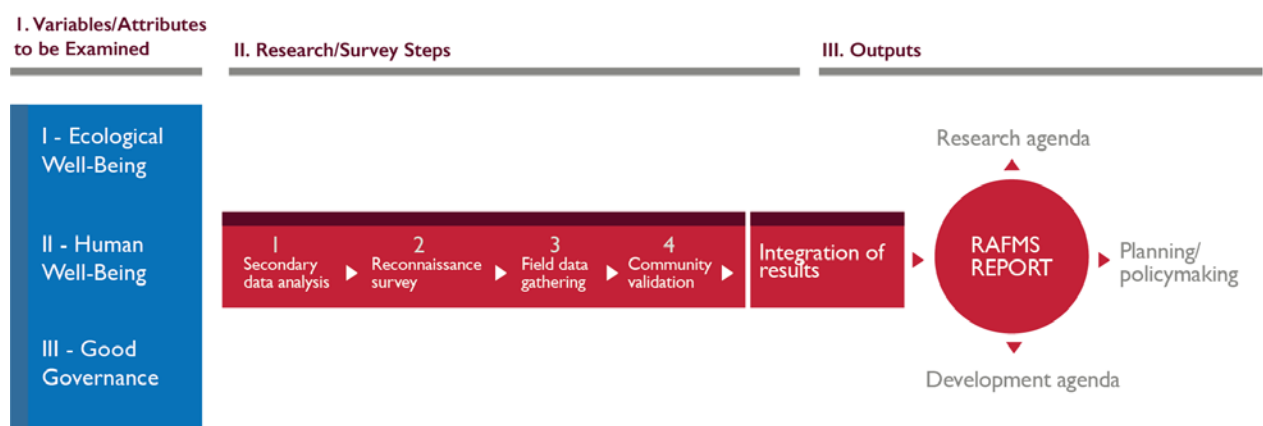 I. Variables/Attributes
to be Examined
II. Research/Survey Steps
III. Outputs
I - Ecological
Well-Being
II - Human
Well-Being
III - Good
Governance
1
Secondary
data analysis
2
Reconnaissance
survey
3
Field data
gathering
4
Community
validation
Integration of
results
Research agenda
RAFMS
REPORT
Planning/
policymaking
Development agenda